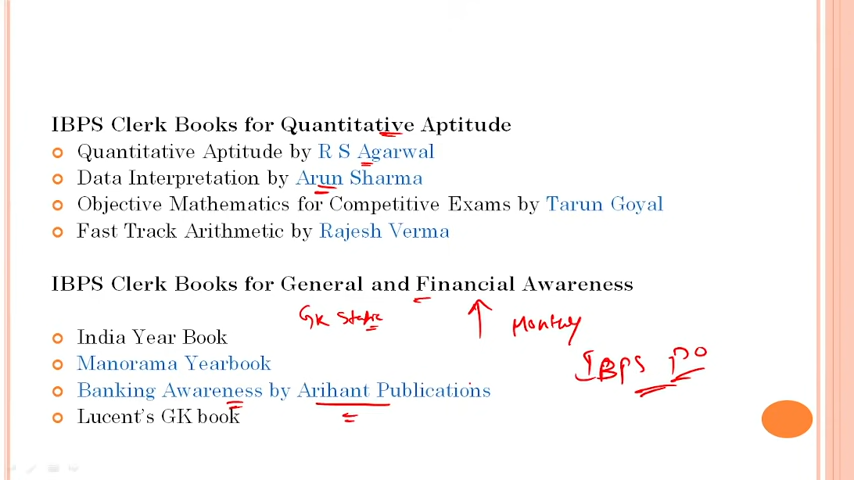 IBPS Clerk Books for Quantitative Aptitude
Quantitative Aptitude by R S Agarwal
Data Interpretation by Arun Sharma
Objective Mathematics for Competitive Exams by Tarun Goyal
Fast Track Arithmetic by Rajesh Verma
IBPS Clerk Books for General and Financial Awareness
GK Static
Monthly
India Year Book
IBPS PO
Manorama Yearbook
Banking Awareness by Arihant Publications
Lucent's GK book